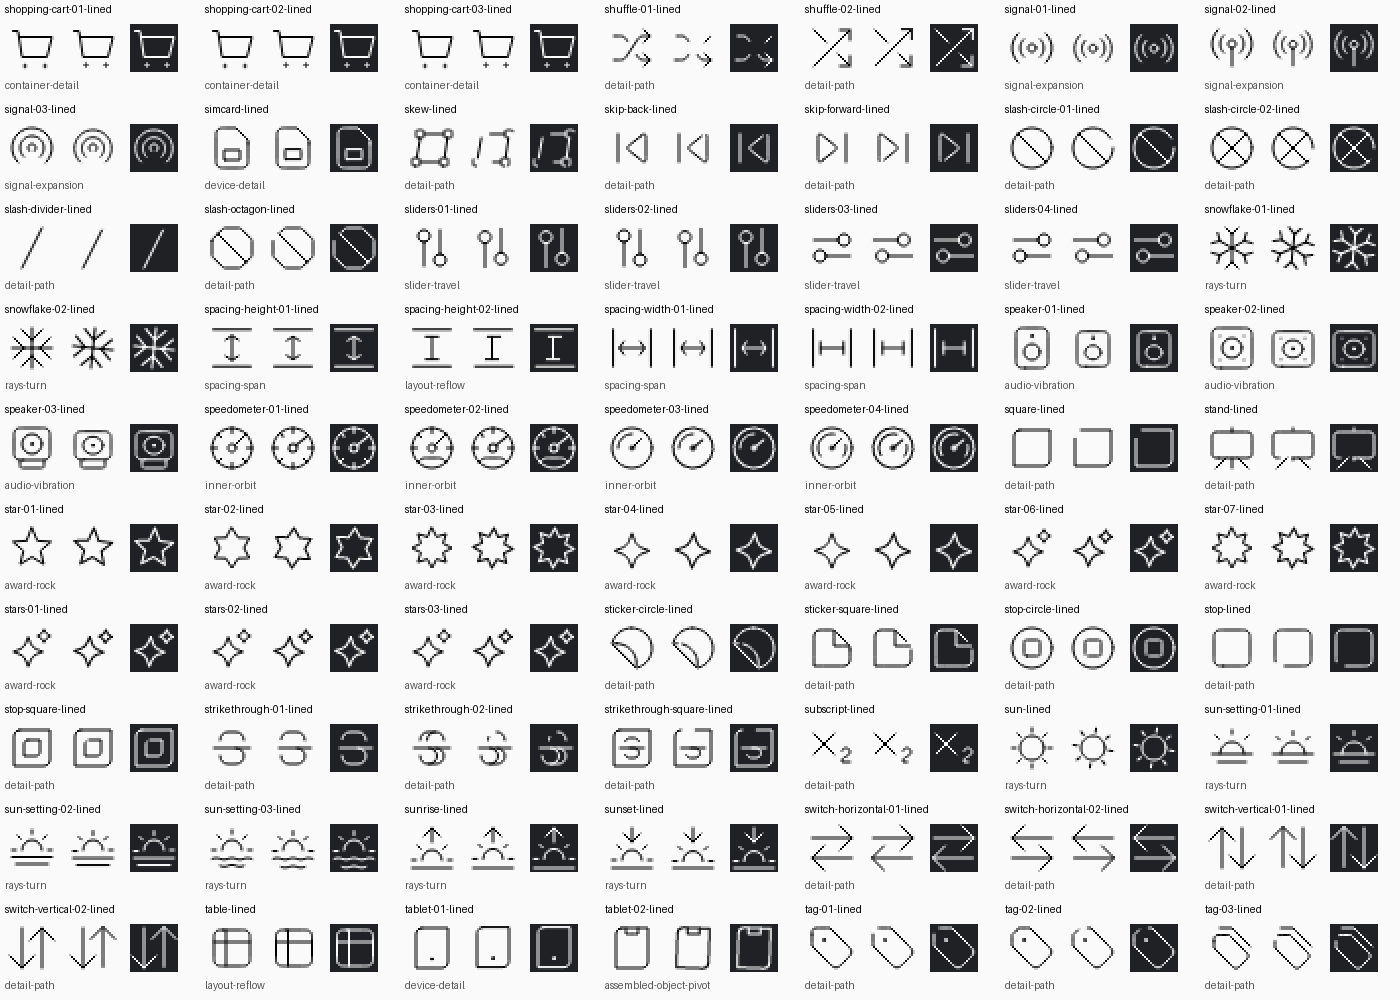 shopping-cart-01-lined shopping-cart-02-lined shopping-cart-03-lined shuffle-01-lined shuffle-02-lined signal-01-lined signal-02-lined
container-detail container-detail container-detail detail-path detail-path signal-expansion signal-expansion
signal-03-lined simcard-lined skew-lined skip-back-lined skip-forward-lined slash-circle-01-lined slash-circle-02-lined
signal-expansion device-detail detail-path detail-path detail-path detail-path detail-path
slash-divider-lined slash-octagon-lined sliders-01-lined sliders-02-lined sliders-03-lined sliders-04-lined snowflake-01-lined
detail-path detail-path slider-travel slider-travel slider-travel slider-travel rays-turn
snowflake-02-lined spacing-height-01-lined spacing-height-02-lined spacing-width-01-lined spacing-width-02-lined speaker-01-lined speaker-02-lined
rays-turn spacing-span layout-reflow spacing-span spacing-span audio-vibration audio-vibration
speaker-03-lined speedometer-01-lined speedometer-02-lined speedometer-03-lined speedometer-04-lined square-lined stand-lined
audio-vibration inner-orbit inner-orbit inner-orbit inner-orbit detail-path detail-path
star-01-lined star-02-lined star-03-lined star-04-lined star-05-lined star-06-lined star-07-lined
award-rock award-rock award-rock award-rock award-rock award-rock award-rock
stars-01-lined stars-02-lined stars-03-lined sticker-circle-lined sticker-square-lined stop-circle-lined stop-lined
award-rock award-rock award-rock detail-path detail-path detail-path detail-path
stop-square-lined strikethrough-01-lined strikethrough-02-lined strikethrough-square-lined subscript-lined sun-lined sun-setting-01-lined
detail-path detail-path detail-path detail-path detail-path rays-turn rays-turn
sun-setting-02-lined sun-setting-03-lined sunrise-lined sunset-lined switch-horizontal-01-lined switch-horizontal-02-lined switch-vertical-01-lined
rays-turn rays-turn rays-turn rays-turn detail-path detail-path detail-path
switch-vertical-02-lined table-lined tablet-01-lined tablet-02-lined tag-01-lined tag-02-lined tag-03-lined
detail-path layout-reflow device-detail assembled-object-pivot detail-path detail-path detail-path